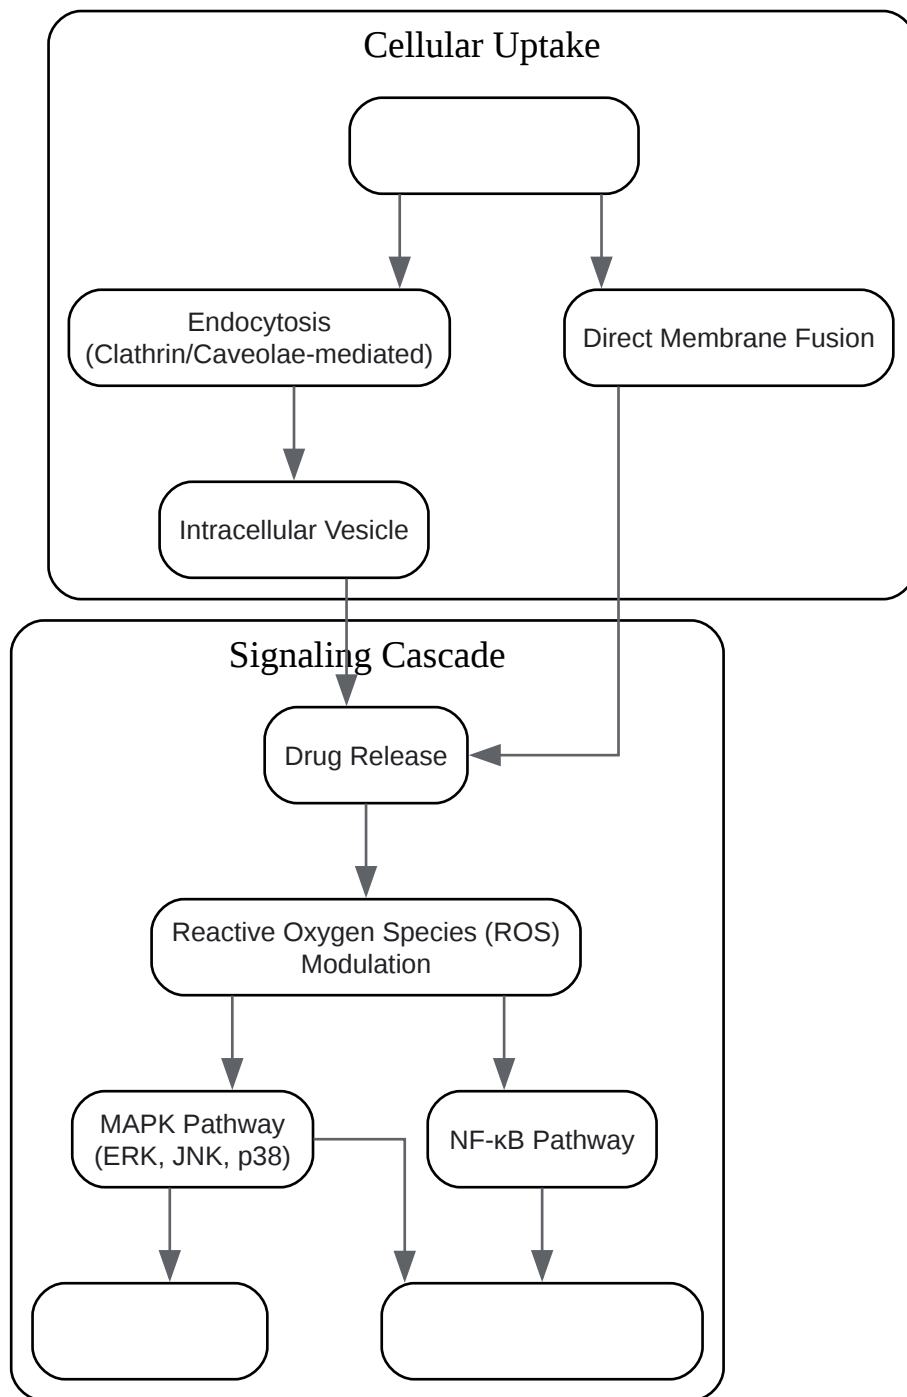 Cellular Uptake
Endocytosis
(Clathrin/Caveolae-mediated)
Direct Membrane Fusion
Intracellular Vesicle
Signaling Cascade
Drug Release
Reactive Oxygen Species (ROS)
Modulation
MAPK Pathway
(ERK, JNK, p38)
NF-κB Pathway